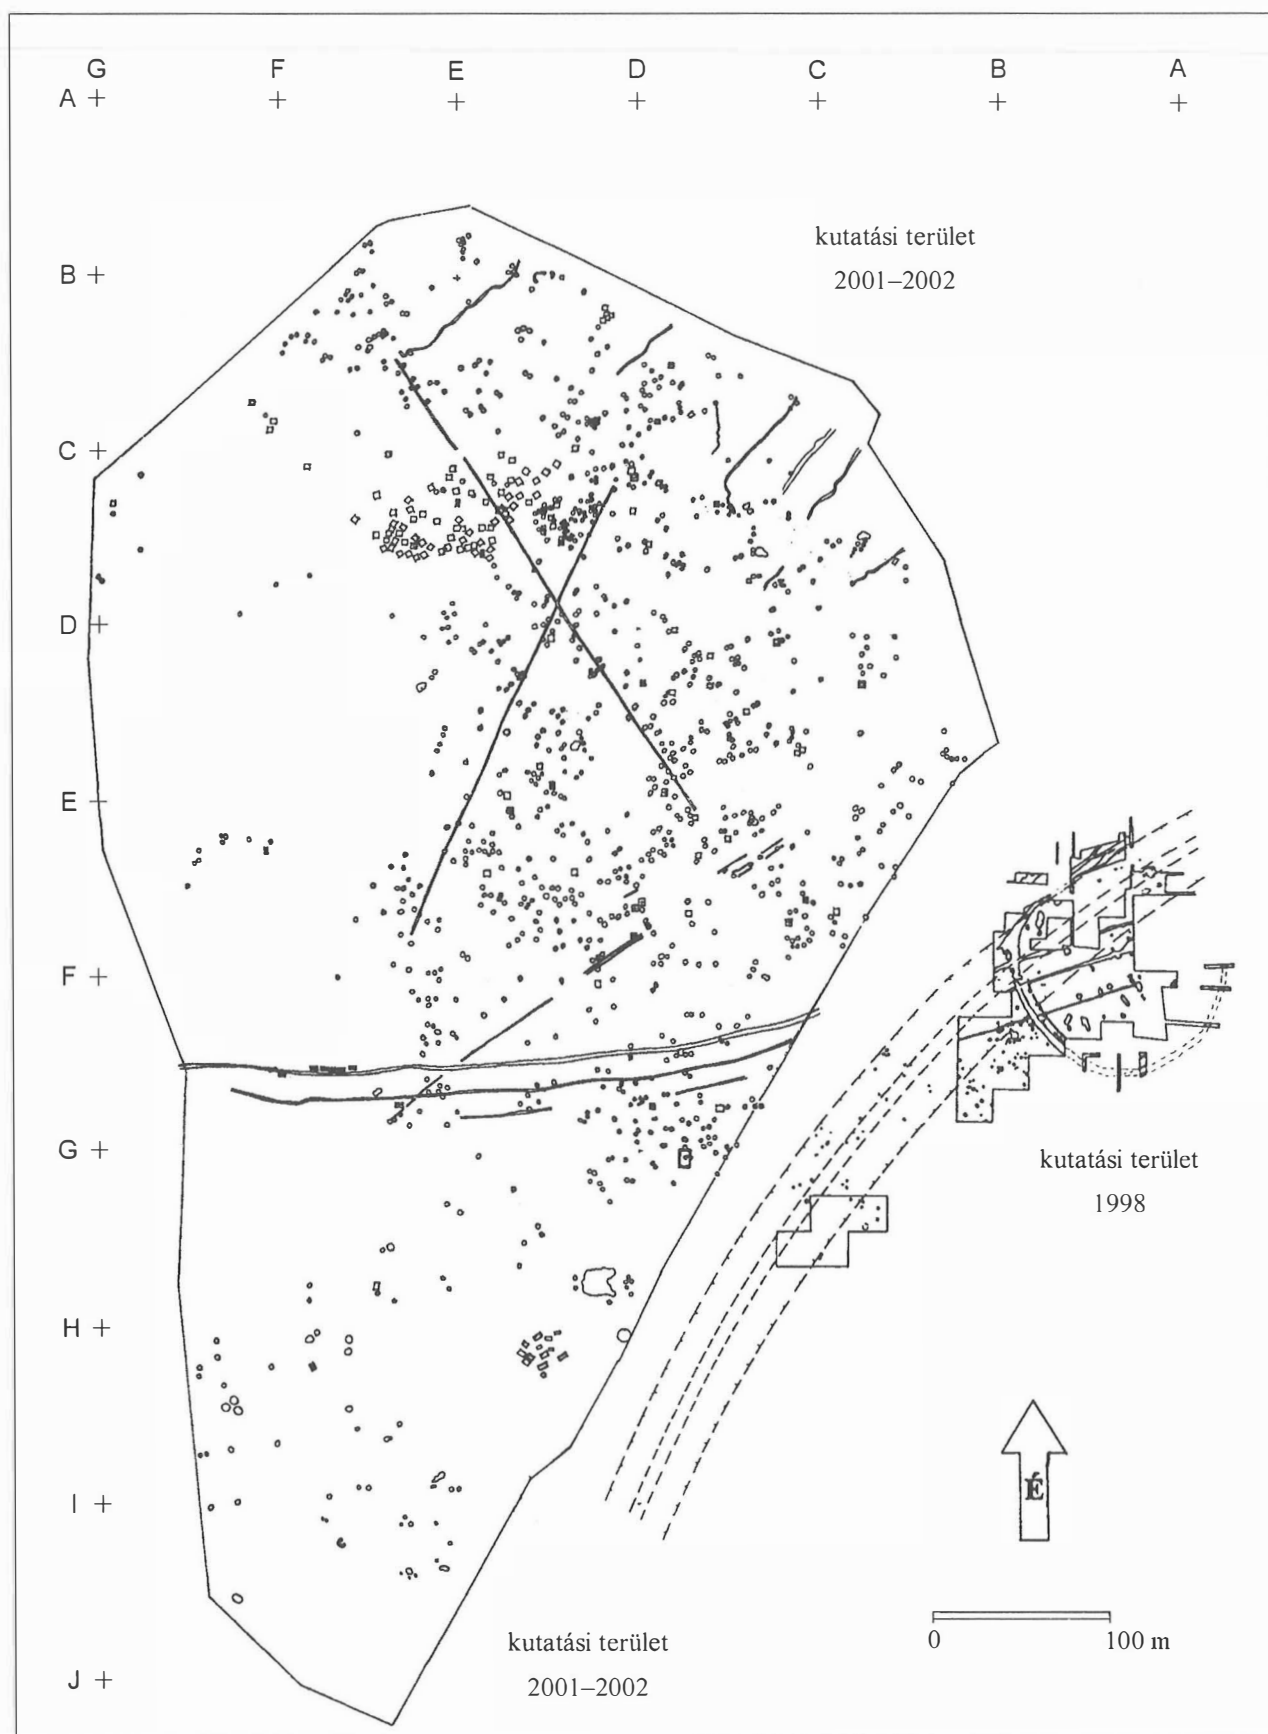 G F E D C B A
A
kutatási terület
2001–2002
B
C
D
E
F
G
kutatási terület
1998
H
É
I
0 100 m
kutatási terület
2001–2002
J